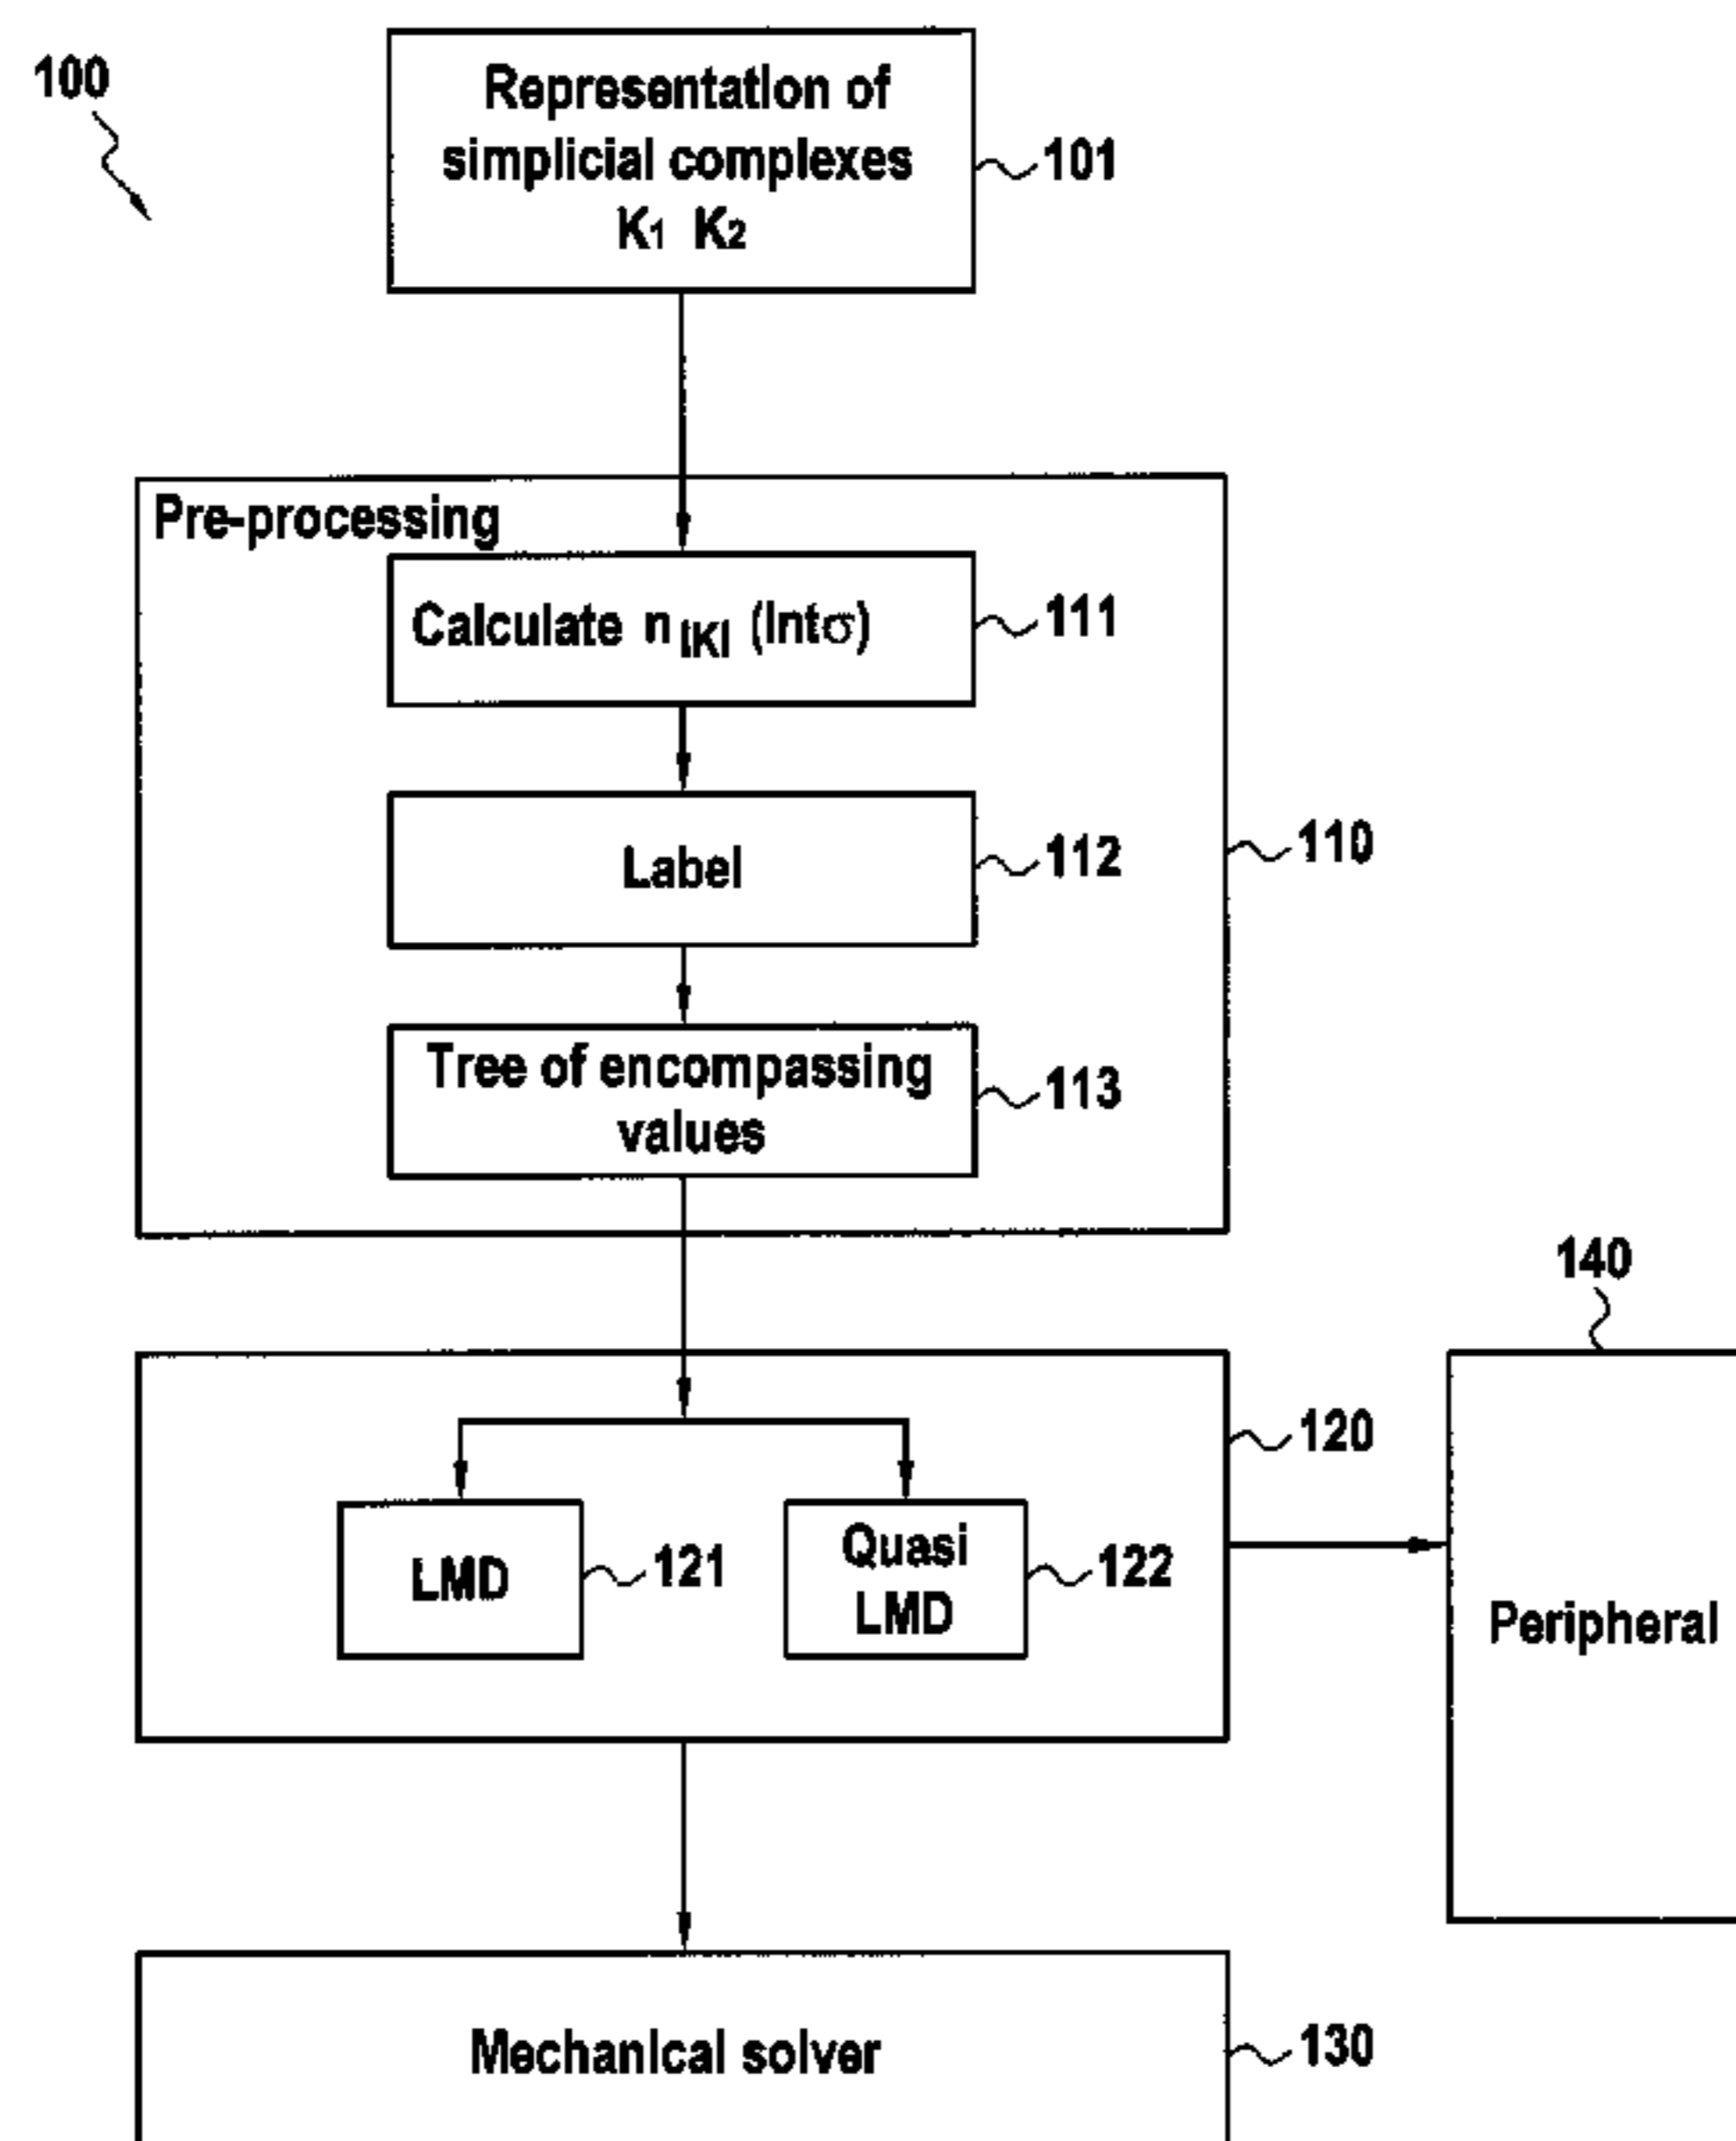 100
Representation of
simplicial complexes
K1 K2
101
Pre-processing
Calculate n|K| (Intσ)
111
Label
112
110
Tree of encompassing
values
113
140
120
LMD
121
Quasi
LMD
122
Peripheral
Mechanical solver
130